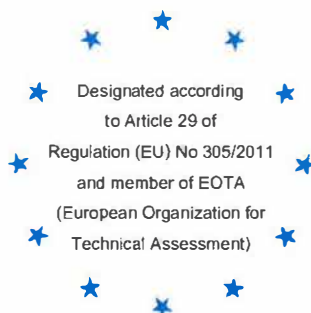 Designated according
to Article 29 of
Regulation (EU) No 305/2011
and member of EOTA
(European Organization for
Technical Assessment)